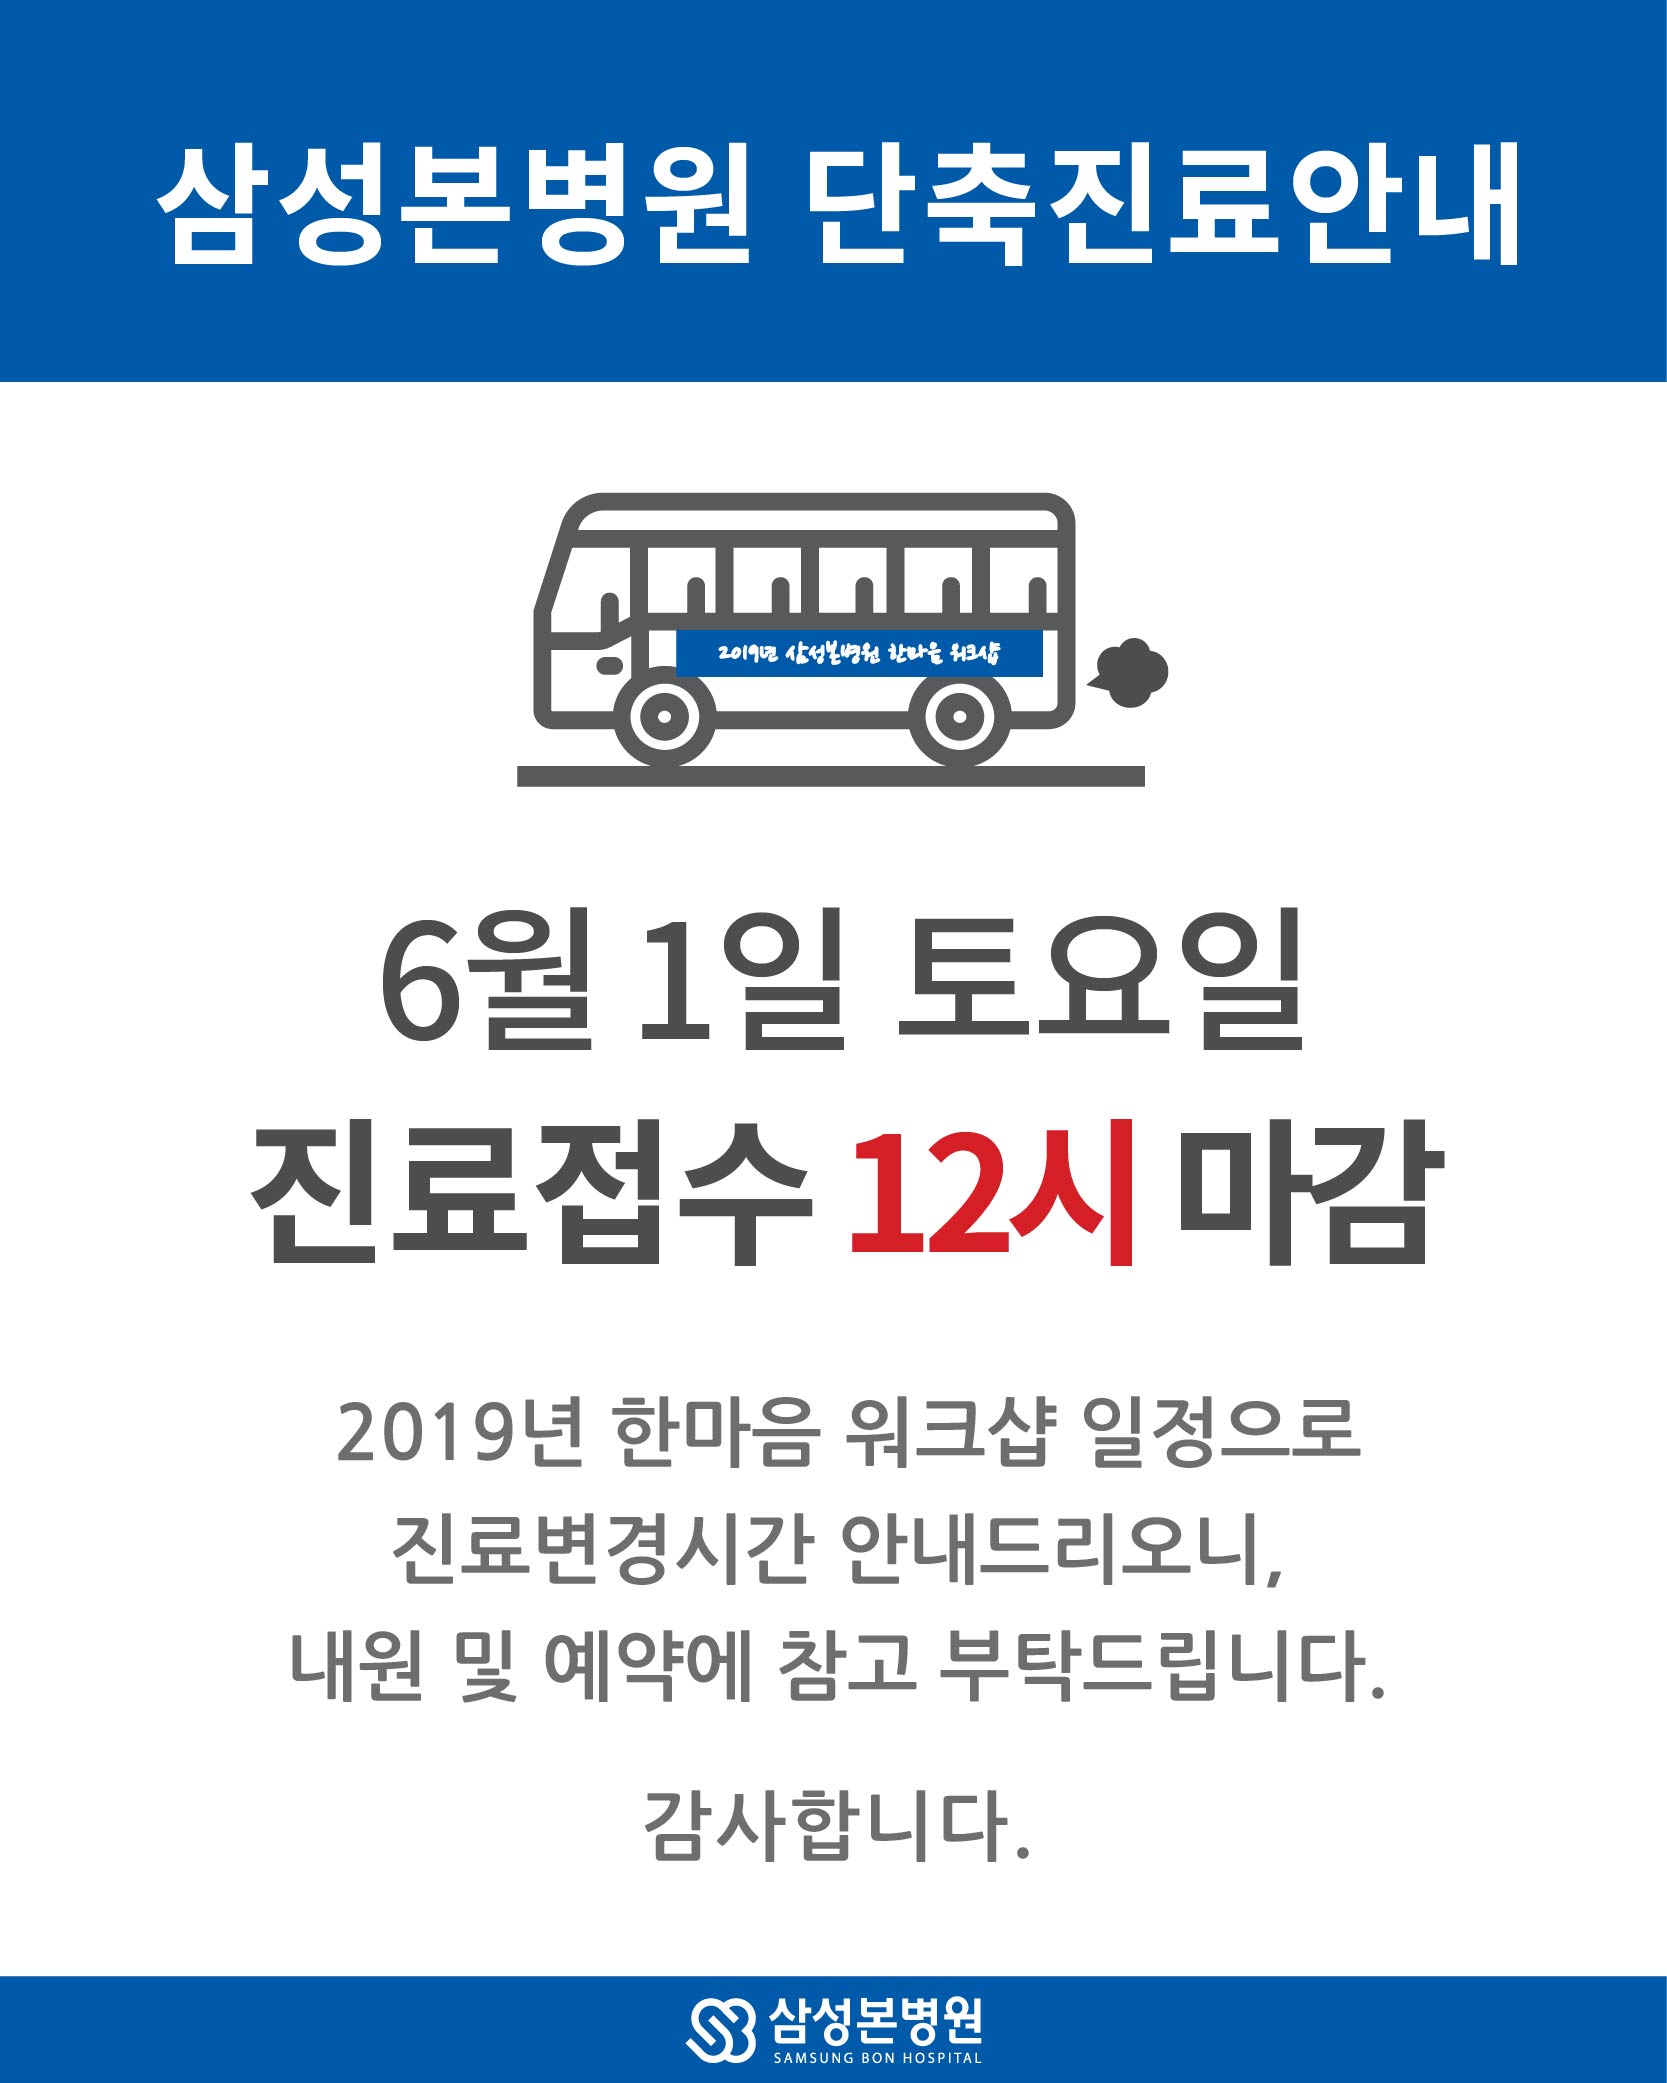 삼성본병원 단축진료안내
2019년 삼성본병원 한마음 워크샵
6월 1일 토요일
진료접수 12시 마감
2019년 한마음 워크샵 일정으로
진료변경시간 안내드리오니,
내원 및 예약에 참고 부탁드립니다.
감사합니다.
삼성본병원
SAMSUNG BON HOSPITAL